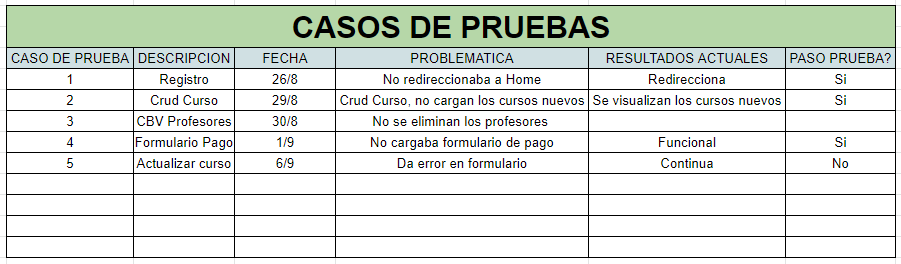 CASOS DE PRUEBAS
CASO DE PRUEBA DESCRIPCION FECHA PROBLEMATICA RESULTADOS ACTUALES PASO PRUEBA?
1 Registro 26/8 No redireccionaba a Home Redirecciona Si
2 Crud Curso 29/8 Crud Curso, no cargan los cursos nuevos Se visualizan los cursos nuevos Si
3 CBV Profesores 30/8 No se eliminan los profesores
4 Formulario Pago 1/9 No cargaba formulario de pago Funcional Si
5 Actualizar curso 6/9 Da error en formulario Continua No